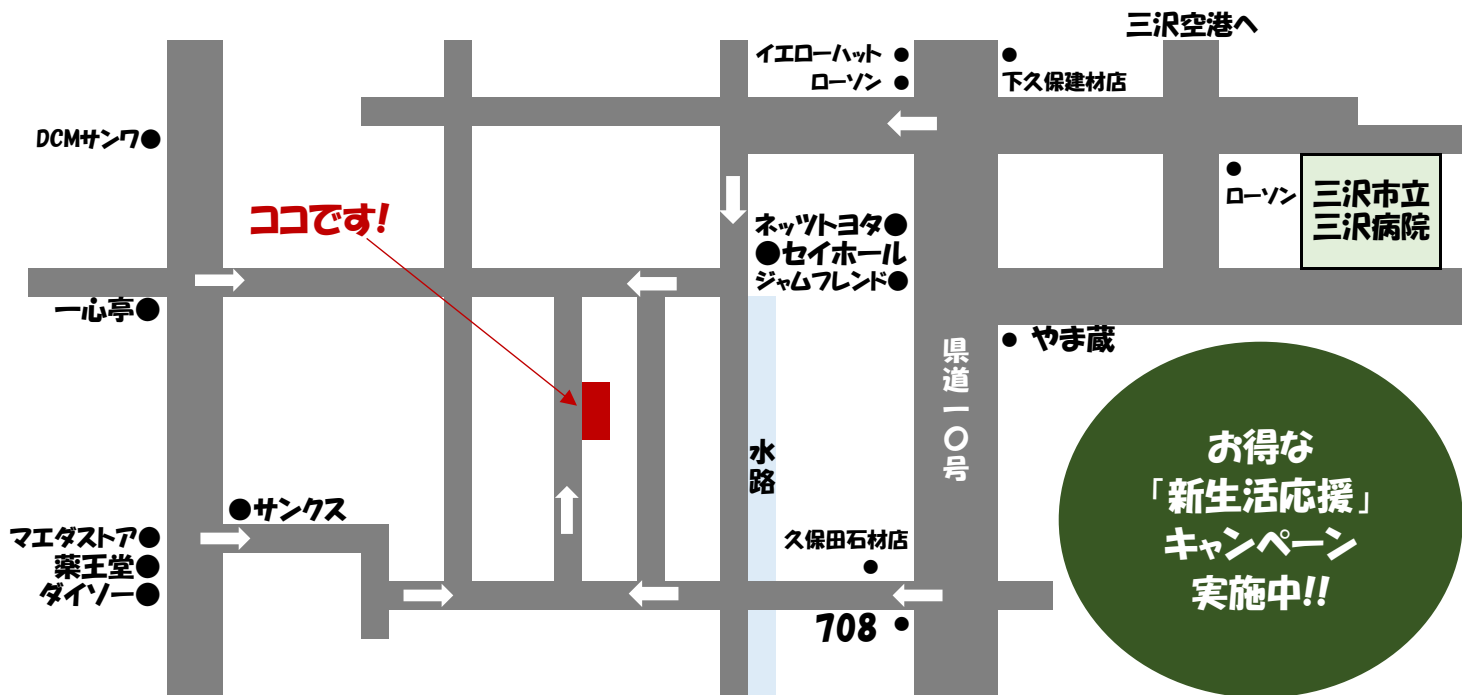 三沢空港へ
イエローハット
ローソン
下久保建材店
DCMサンワ
ローソン
三沢市立
三沢病院
ココです!
ネッツトヨタ
セイホール
ジャムフレンド
一心亭
やま蔵
県道一〇号
お得な
「新生活応援」
キャンペーン
実施中!!
水路
サンクス
マエダストア
薬王堂
ダイソー
久保田石材店
708